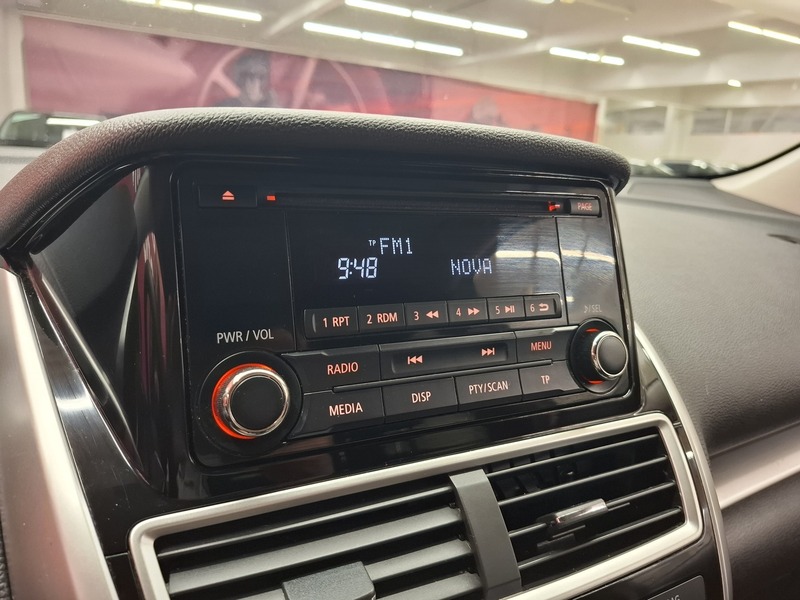 PAGE
TP FM1
9:48 NOVA
1 RPT 2 RDM 3 4 5 6
PWR / VOL
♪/SEL
RADIO MENU
MEDIA DISP PTY/SCAN TP